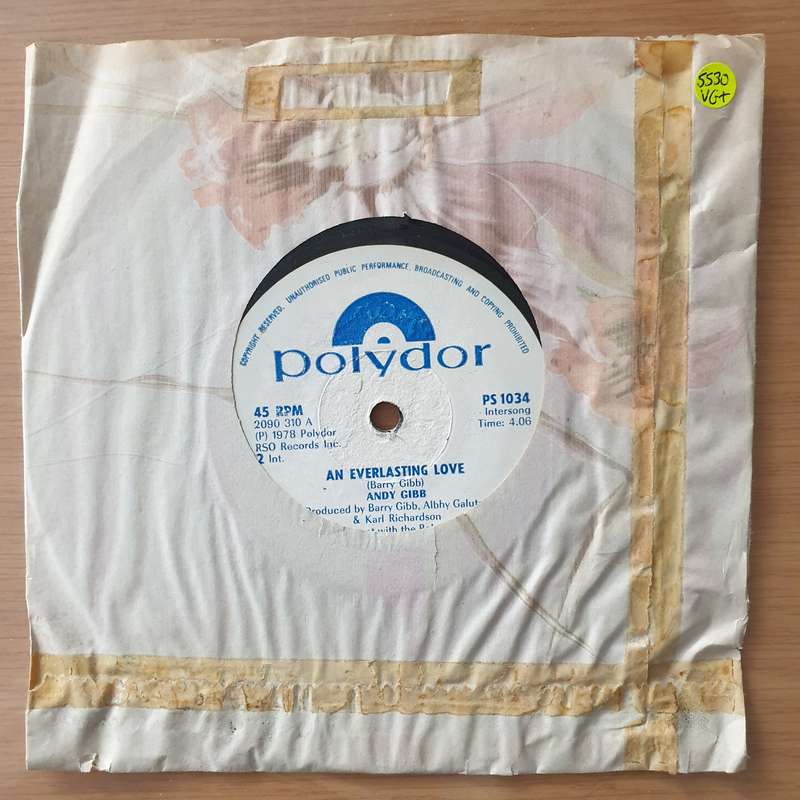 5530
VG+
COPYRIGHT RESERVED, UNAUTHORISED PUBLIC PERFORMANCE, BROADCASTING AND COPYING PROHIBITED
polydor
45 RPM
2090 310 A
(P) 1978 Polydor
RSO Records Inc.
2 Int.
PS 1034
Intersong
Time: 4.06
AN EVERLASTING LOVE
(Barry Gibb)
ANDY GIBB
Produced by Barry Gibb, Albhy Galut
& Karl Richardson
with the